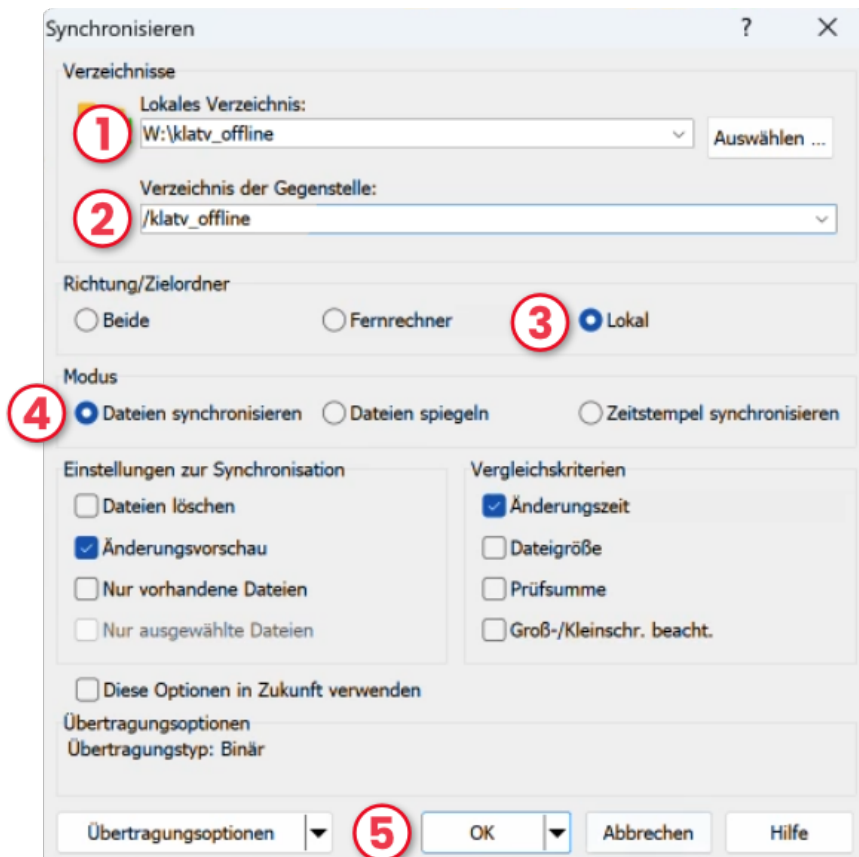 Synchronisieren ?
Verzeichnisse
Lokales Verzeichnis:
1 W:\klatv_offline Auswählen ...
Verzeichnis der Gegenstelle:
2 /klatv_offline
Richtung/Zielordner
Beide Fernrechner 3 Lokal
Modus
4 Dateien synchronisieren Dateien spiegeln Zeitstempel synchronisieren
Einstellungen zur Synchronisation Vergleichskriterien
Dateien löschen Änderungszeit
Änderungsvorschau Dateigröße
Nur vorhandene Dateien Prüfsumme
Nur ausgewählte Dateien Groß-/Kleinschr. beacht.
Diese Optionen in Zukunft verwenden
Übertragungsoptionen
Übertragungstyp: Binär
Übertragungsoptionen 5 OK Abbrechen Hilfe